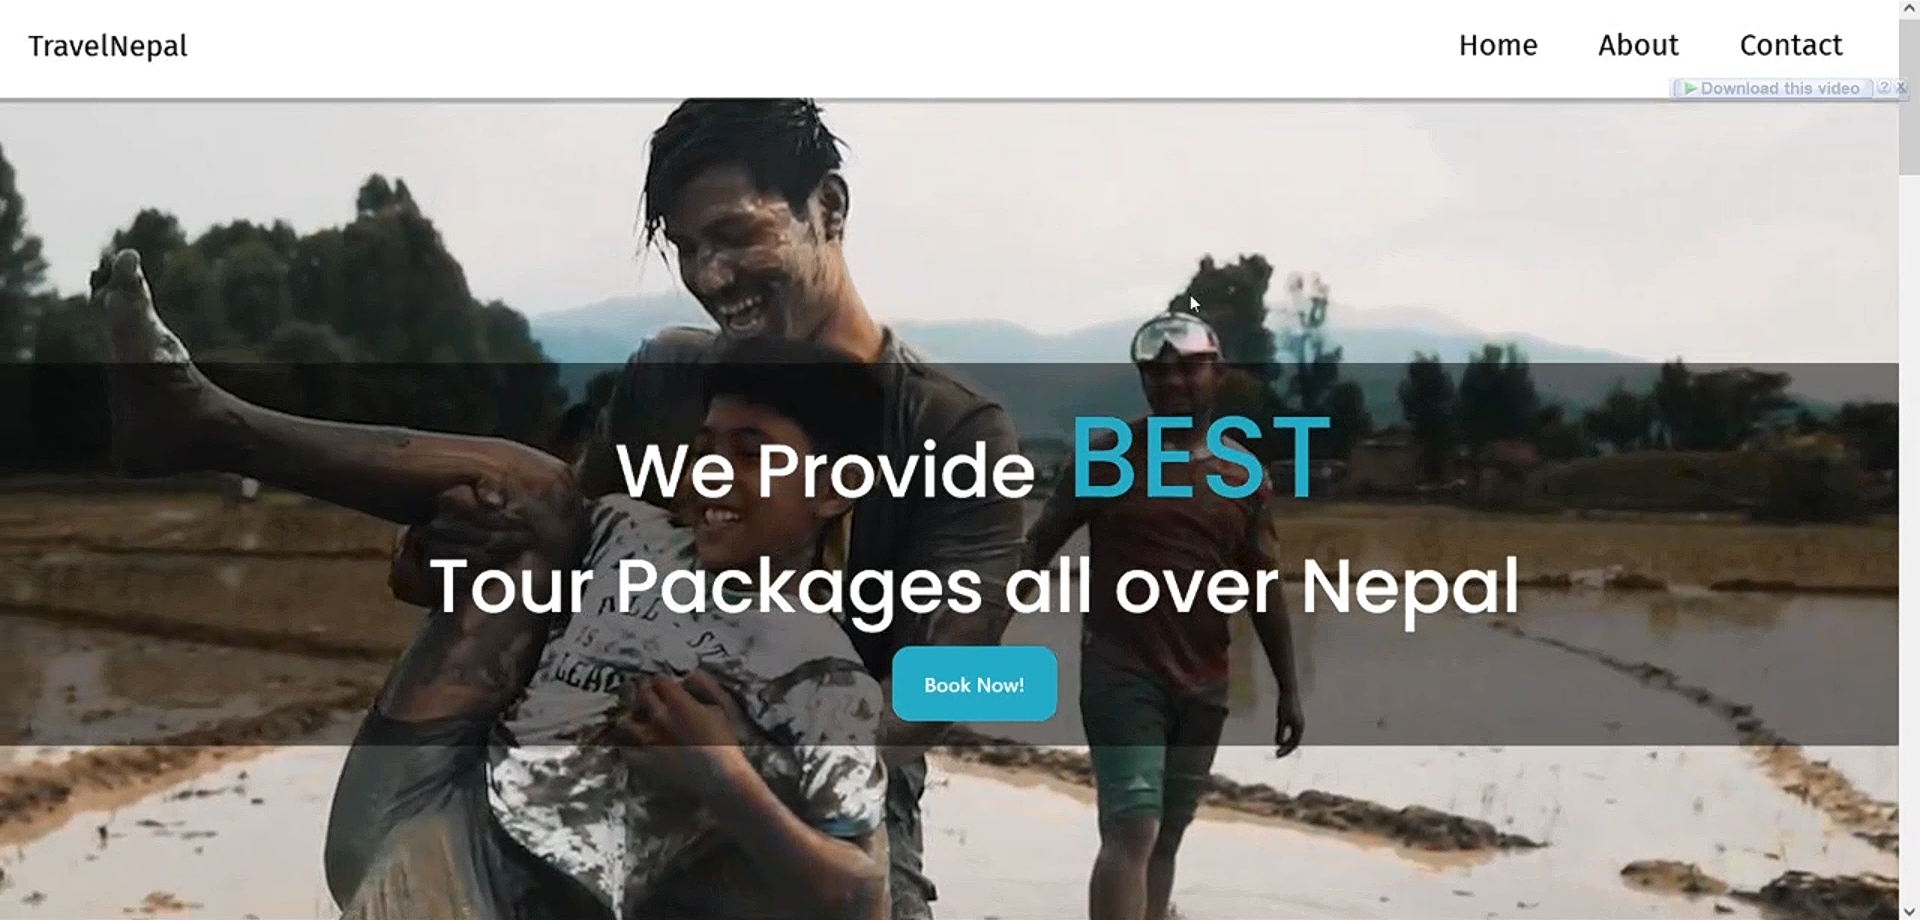 TravelNepal
Home About Contact
Download this video ? x
We Provide BEST
Tour Packages all over Nepal
Book Now!